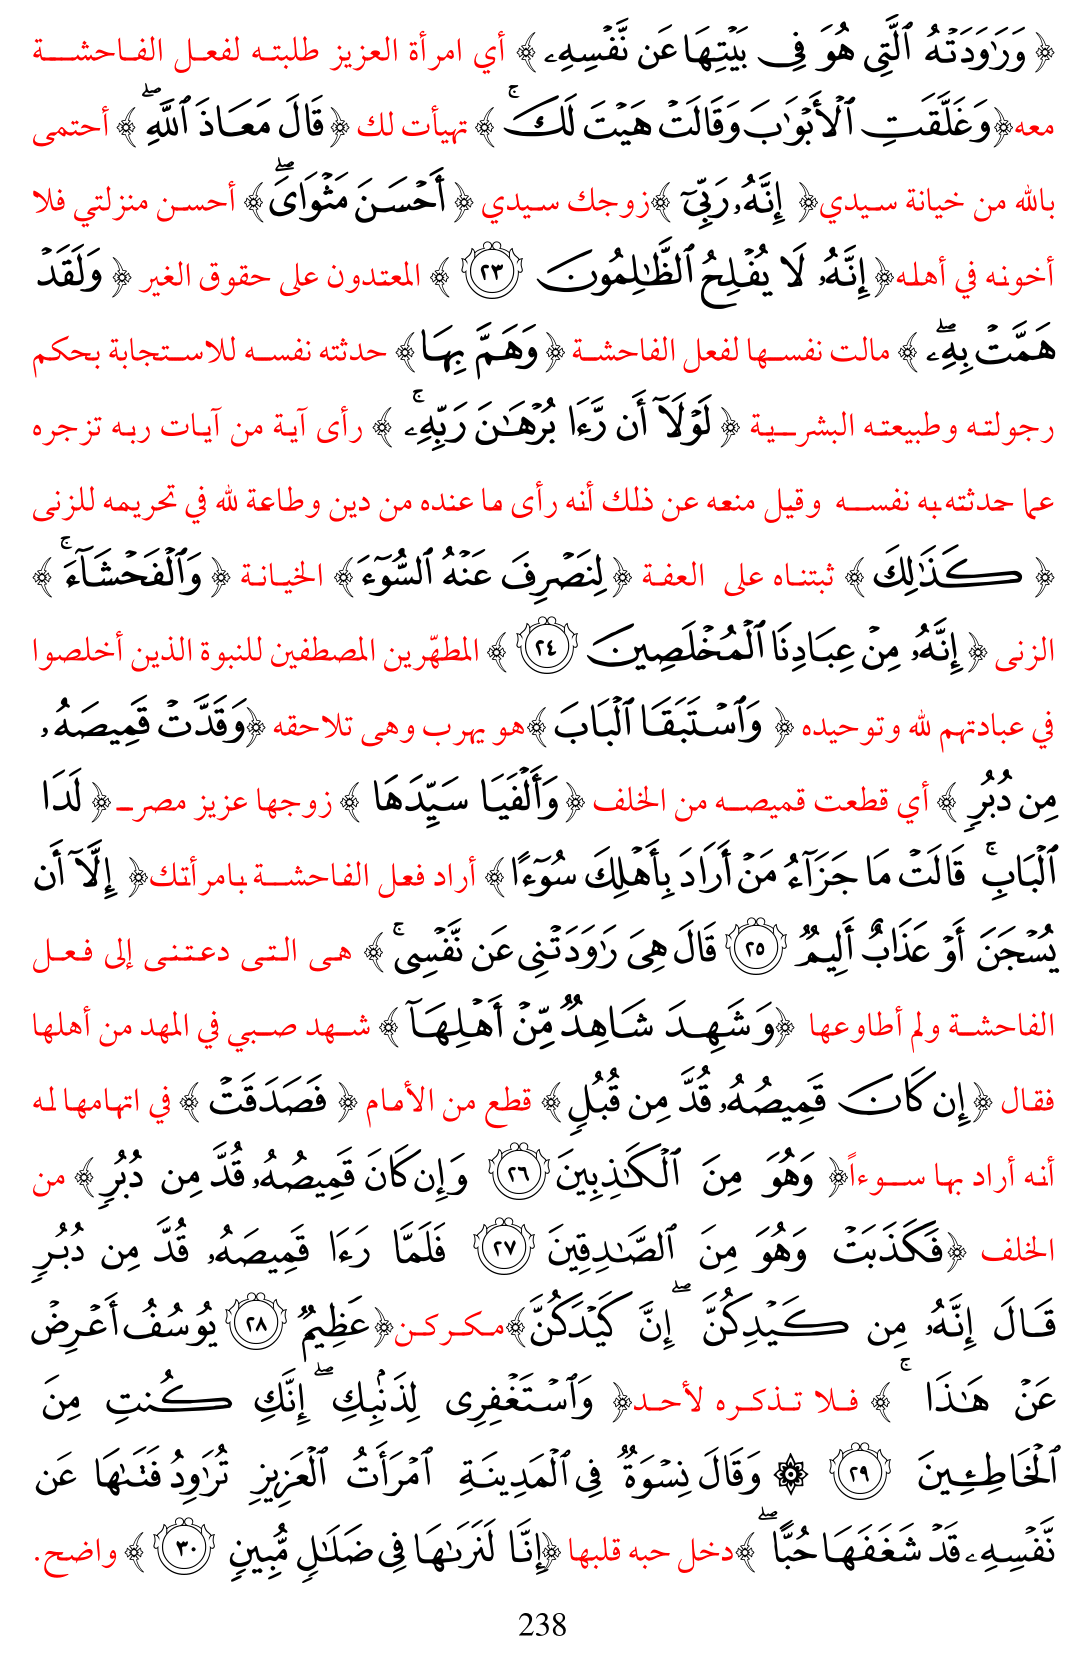 ﴿ وَرَٰوَدَتْهُ ٱلَّتِى هُوَ فِى بَيْتِهَا عَن نَّفْسِهِۦ ﴾ أي امرأة العزيز طلبته لفعل الفاحشة
معه﴿وَغَلَّقَتِ ٱلْأَبْوَٰبَ وَقَالَتْ هَيْتَ لَكَ ۚ ﴾ تهيأت لك ﴿قَالَ مَعَاذَ ٱللَّهِ ۖ ﴾ أحتمى
بالله من خيانة سيدي﴿ إِنَّهُۥ رَبِّىٓ ﴾زوجك سيدي ﴿ أَحْسَنَ مَثْوَاىَ ۖ﴾ أحسن منزلتي فلا
أخونه في أهله﴿إِنَّهُۥ لَا يُفْلِحُ ٱلظَّٰلِمُونَ ٢٣ ﴾ المعتدون على حقوق الغير ﴿ وَلَقَدْ
هَمَّتْ بِهِۦ ۖ ﴾ مالت نفسها لفعل الفاحشة ﴿ وَهَمَّ بِهَا﴾ حدثته نفسه للاستجابة بحكم
رجولته وطبيعته البشرية ﴿ لَوْلَآ أَن رَّءَا بُرْهَٰنَ رَبِّهِۦ ۚ ﴾ رأى آية من آيات ربه تزجره
عما حدثته به نفسه وقيل منعه عن ذلك أنه رأى ما عنده من دين وطاعة لله في تحريمه للزنى
﴿ كَذَٰلِكَ ﴾ ثبتناه على العفة ﴿ لِنَصْرِفَ عَنْهُ ٱلسُّوٓءَ﴾ الخيانة ﴿ وَٱلْفَحْشَآءَ ۚ ﴾
الزنى ﴿ إِنَّهُۥ مِنْ عِبَادِنَا ٱلْمُخْلَصِينَ ٢٤ ﴾ المطهّرين المصطفين للنبوة الذين أخلصوا
في عبادتهم لله وتوحيده ﴿ وَٱسْتَبَقَا ٱلْبَابَ ﴾هو يهرب وهى تلاحقه ﴿وَقَدَّتْ قَمِيصَهُۥ
مِن دُبُرٍ ﴾ أي قطعت قميصه من الخلف ﴿ وَأَلْفَيَا سَيِّدَهَا ﴾ زوجها عزيز مصر ﴿ لَدَا
ٱلْبَابِ ۚ قَالَتْ مَا جَزَآءُ مَنْ أَرَادَ بِأَهْلِكَ سُوٓءًا﴾ أراد فعل الفاحشة بامرأتك﴿ إِلَّآ أَن
يُسْجَنَ أَوْ عَذَابٌ أَلِيمٌ ٢٥ قَالَ هِىَ رَٰوَدَتْنِى عَن نَّفْسِى ۚ ﴾ هى التى دعتنى إلى فعل
الفاحشة ولم أطاوعها ﴿وَشَهِدَ شَاهِدٌ مِّنْ أَهْلِهَآ ﴾ شهد صبي في المهد من أهلها
فقال ﴿إِن كَانَ قَمِيصُهُۥ قُدَّ مِن قُبُلٍ﴾ قطع من الأمام ﴿ فَصَدَقَتْ ﴾ في اتهامها له
أنه أراد بها سوءاً﴿ وَهُوَ مِنَ ٱلْكَٰذِبِينَ ٢٦ وَإِن كَانَ قَمِيصُهُۥ قُدَّ مِن دُبُرٍ ﴾ من
الخلف ﴿فَكَذَبَتْ وَهُوَ مِنَ ٱلصَّٰدِقِينَ ٢٧ فَلَمَّا رَءَا قَمِيصَهُۥ قُدَّ مِن دُبُرٍ
قَالَ إِنَّهُۥ مِن كَيْدِكُنَّ ۖ إِنَّ كَيْدَكُنَّ﴾مكركن﴿عَظِيمٌ ٢٨ يُوسُفُ أَعْرِضْ
عَنْ هَٰذَا ۚ ﴾ فلا تذكره لأحد﴿ وَٱسْتَغْفِرِى لِذَنۢبِكِ ۖ إِنَّكِ كُنتِ مِنَ
ٱلْخَاطِـِٔينَ ٢٩ ۞ وَقَالَ نِسْوَةٌ فِى ٱلْمَدِينَةِ ٱمْرَأَتُ ٱلْعَزِيزِ تُرَٰوِدُ فَتَىٰهَا عَن
نَّفْسِهِۦ قَدْ شَغَفَهَا حُبًّا ۖ ﴾دخل حبه قلبها ﴿إِنَّا لَنَرَىٰهَا فِى ضَلَٰلٍ مُّبِينٍ ٣٠ ﴾ واضح.
238